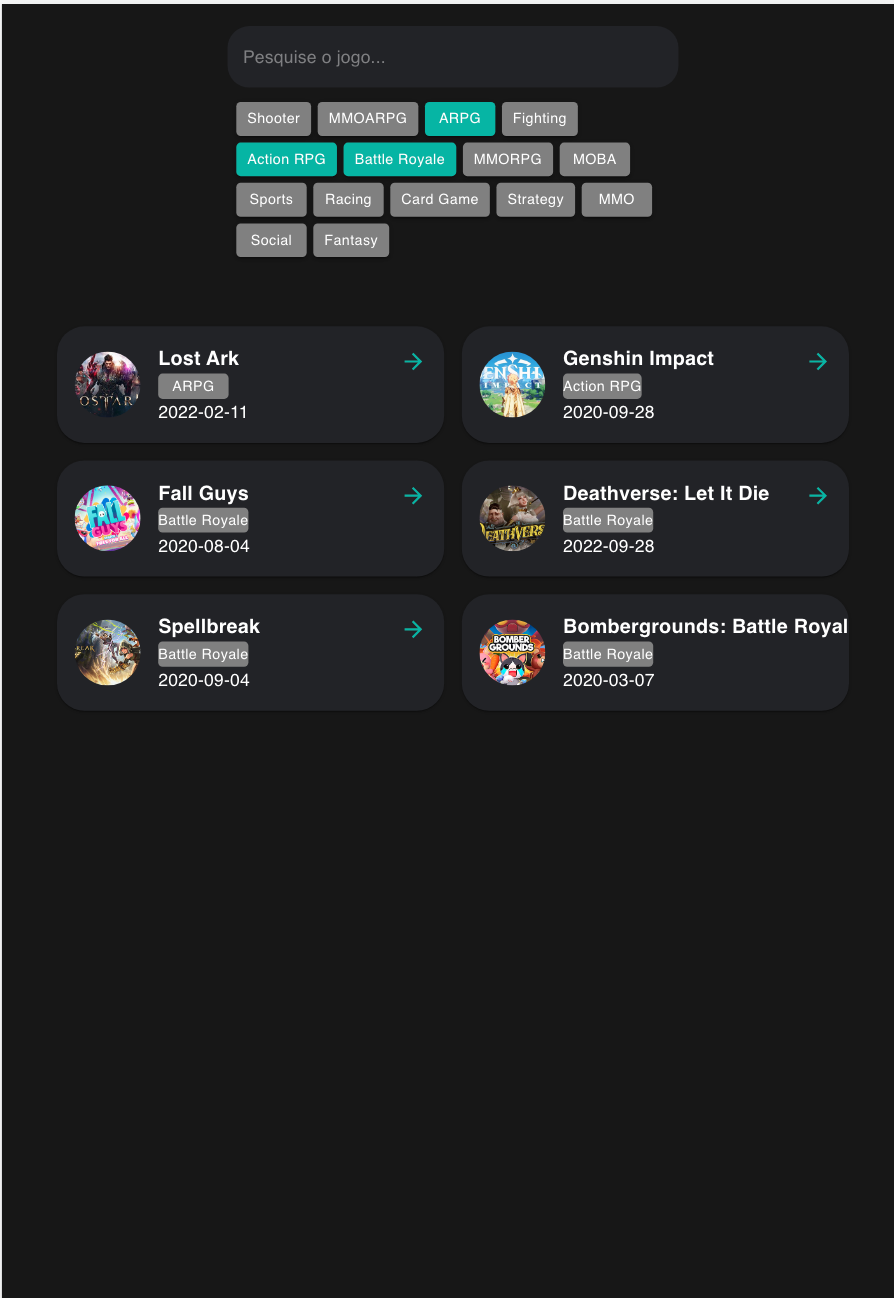 Pesquise o jogo...
Shooter MMOARPG ARPG Fighting
Action RPG Battle Royale MMORPG MOBA
Sports Racing Card Game Strategy MMO
Social Fantasy
Lost Ark
ARPG
2022-02-11
OSTAR
Genshin Impact
Action RPG
2020-09-28
ENSHI
IMPACT
Fall Guys
Battle Royale
2020-08-04
FALL
GUYS
Deathverse: Let It Die
Battle Royale
2022-09-28
EATHVERS
Spellbreak
Battle Royale
2020-09-04
Bombergrounds: Battle Royal
Battle Royale
2020-03-07
BOMBER
GROUNDS